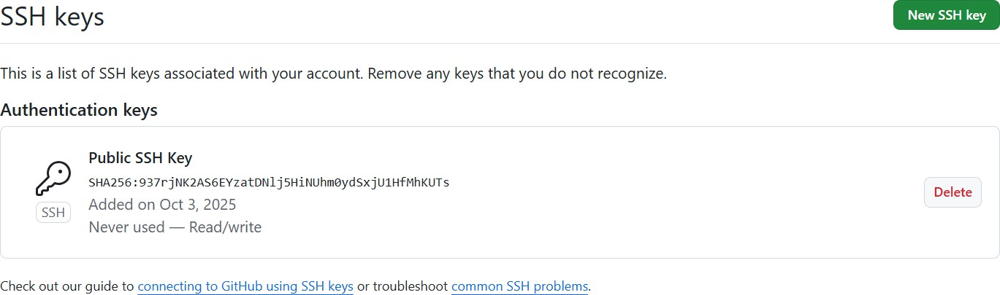 SSH keys
New SSH key
This is a list of SSH keys associated with your account. Remove any keys that you do not recognize.
Authentication keys
Public SSH Key
SHA256:937rjNK2AS6EYzatDNlj5HiNUhm0ydSxjU1HfMhKUTs
Added on Oct 3, 2025
Never used — Read/write
SSH
Delete
Check out our guide to connecting to GitHub using SSH keys or troubleshoot common SSH problems.